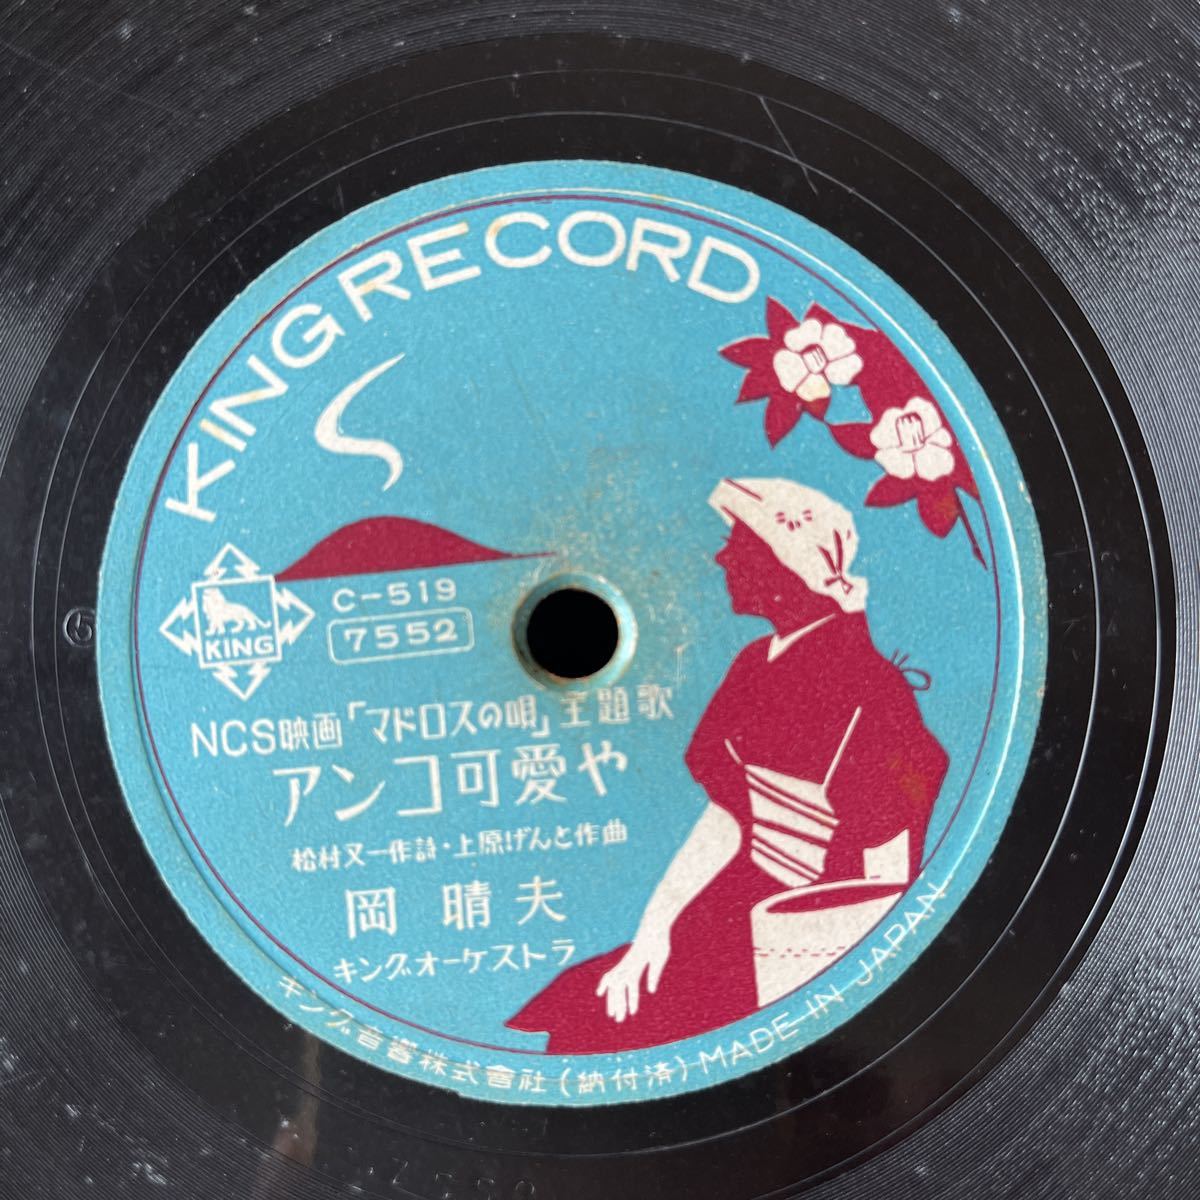 KING RECORD
KING
C-519
7552
NCS映画「マドロスの唄」主題歌
アンコ可愛や
松村又一作詩・上原げんと作曲
岡 晴夫
キングオーケストラ
キング音響株式會社(納付済) MADE IN JAPAN